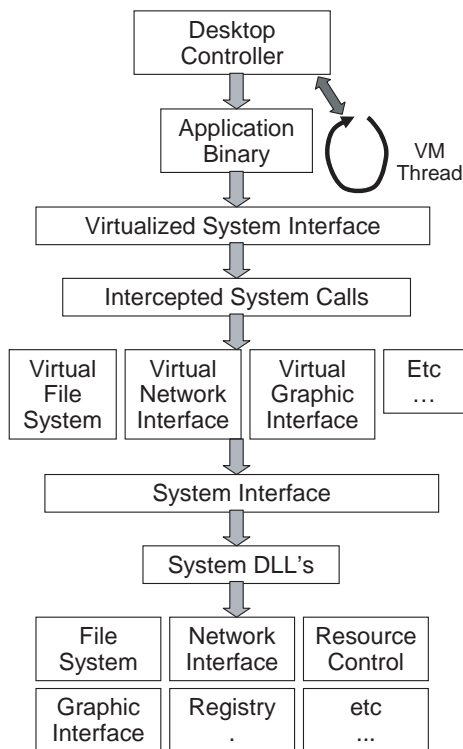 Desktop
Controller
Application
Binary
VM
Thread
Virtualized System Interface
Intercepted System Calls
Virtual
File
System
Virtual
Network
Interface
Virtual
Graphic
Interface
Etc
…
System Interface
System DLL's
File
System
Network
Interface
Resource
Control
Graphic
Interface
Registry
.
etc
...